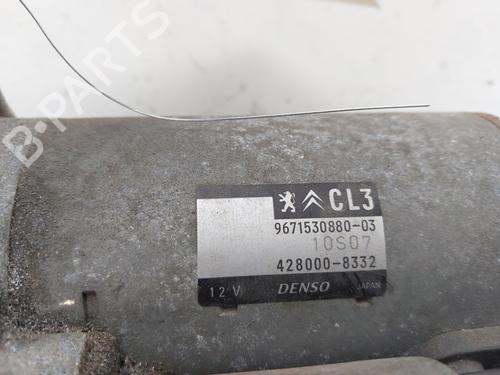 B-PARTS
CL3
9671530880-03
10S07
428000-8332
12 V DENSO JAPAN